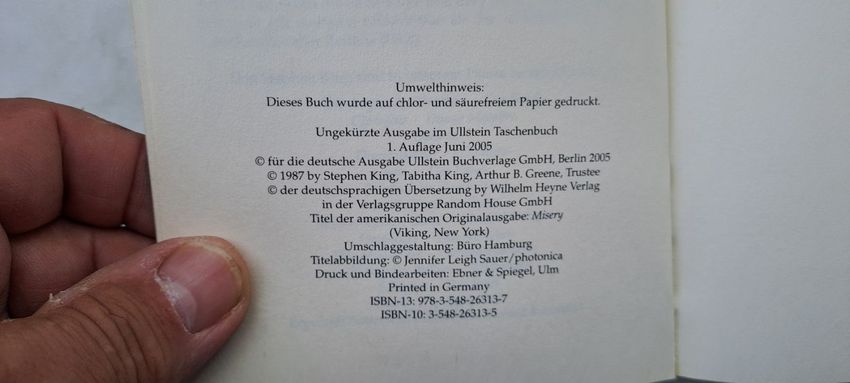 Umwelthinweis:
Dieses Buch wurde auf chlor- und säurefreiem Papier gedruckt.
Ungekürzte Ausgabe im Ullstein Taschenbuch
1. Auflage Juni 2005
© für die deutsche Ausgabe Ullstein Buchverlage GmbH, Berlin 2005
© 1987 by Stephen King, Tabitha King, Arthur B. Greene, Trustee
© der deutschsprachigen Übersetzung by Wilhelm Heyne Verlag
in der Verlagsgruppe Random House GmbH
Titel der amerikanischen Originalausgabe: Misery
(Viking, New York)
Umschlaggestaltung: Büro Hamburg
Titelabbildung: © Jennifer Leigh Sauer/photonica
Druck und Bindearbeiten: Ebner & Spiegel, Ulm
Printed in Germany
ISBN-13: 978-3-548-26313-7
ISBN-10: 3-548-26313-5